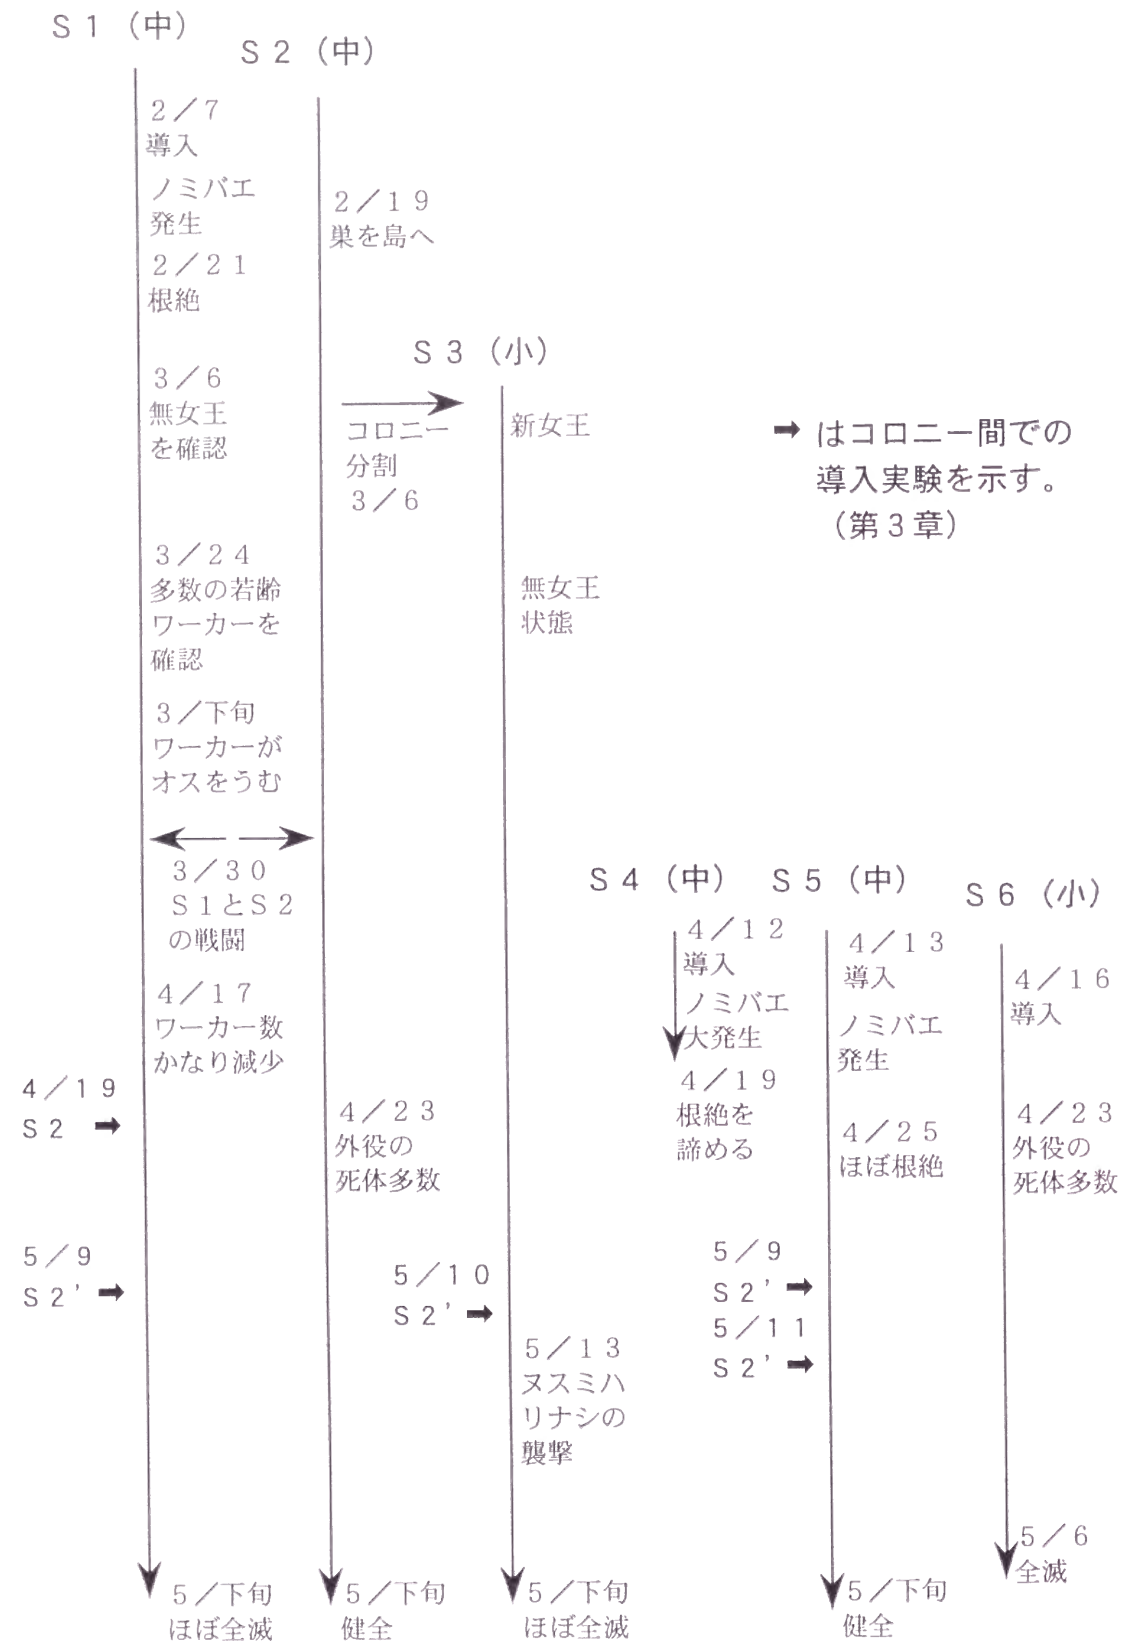 S１（中）
２／７
導入
ノミバエ
発生
２／２１
根絶
３／６
無女王
を確認
３／２４
多数の若齢
ワーカーを
確認
３／下旬
ワーカーが
オスをうむ
３／３０
S１とS２
の戦闘
４／１７
ワーカー数
かなり減少
４／１９
S２ ➡
５／９
S２’ ➡
５／下旬
ほぼ全滅
S２（中）
２／１９
巣を島へ
コロニー
分割
３／６
４／２３
外役の
死体多数
５／下旬
健全
S３（小）
新女王
無女王
状態
５／１０
S２’ ➡
５／１３
ヌスミハ
リナシの
襲撃
５／下旬
ほぼ全滅
➡ はコロニー間での
導入実験を示す。
（第３章）
S４（中）
４／１２
導入
ノミバエ
大発生
４／１９
根絶を
諦める
S５（中）
４／１３
導入
ノミバエ
発生
４／２５
ほぼ根絶
５／９
S２’ ➡
５／１１
S２’ ➡
５／下旬
健全
S６（小）
４／１６
導入
４／２３
外役の
死体多数
５／６
全滅